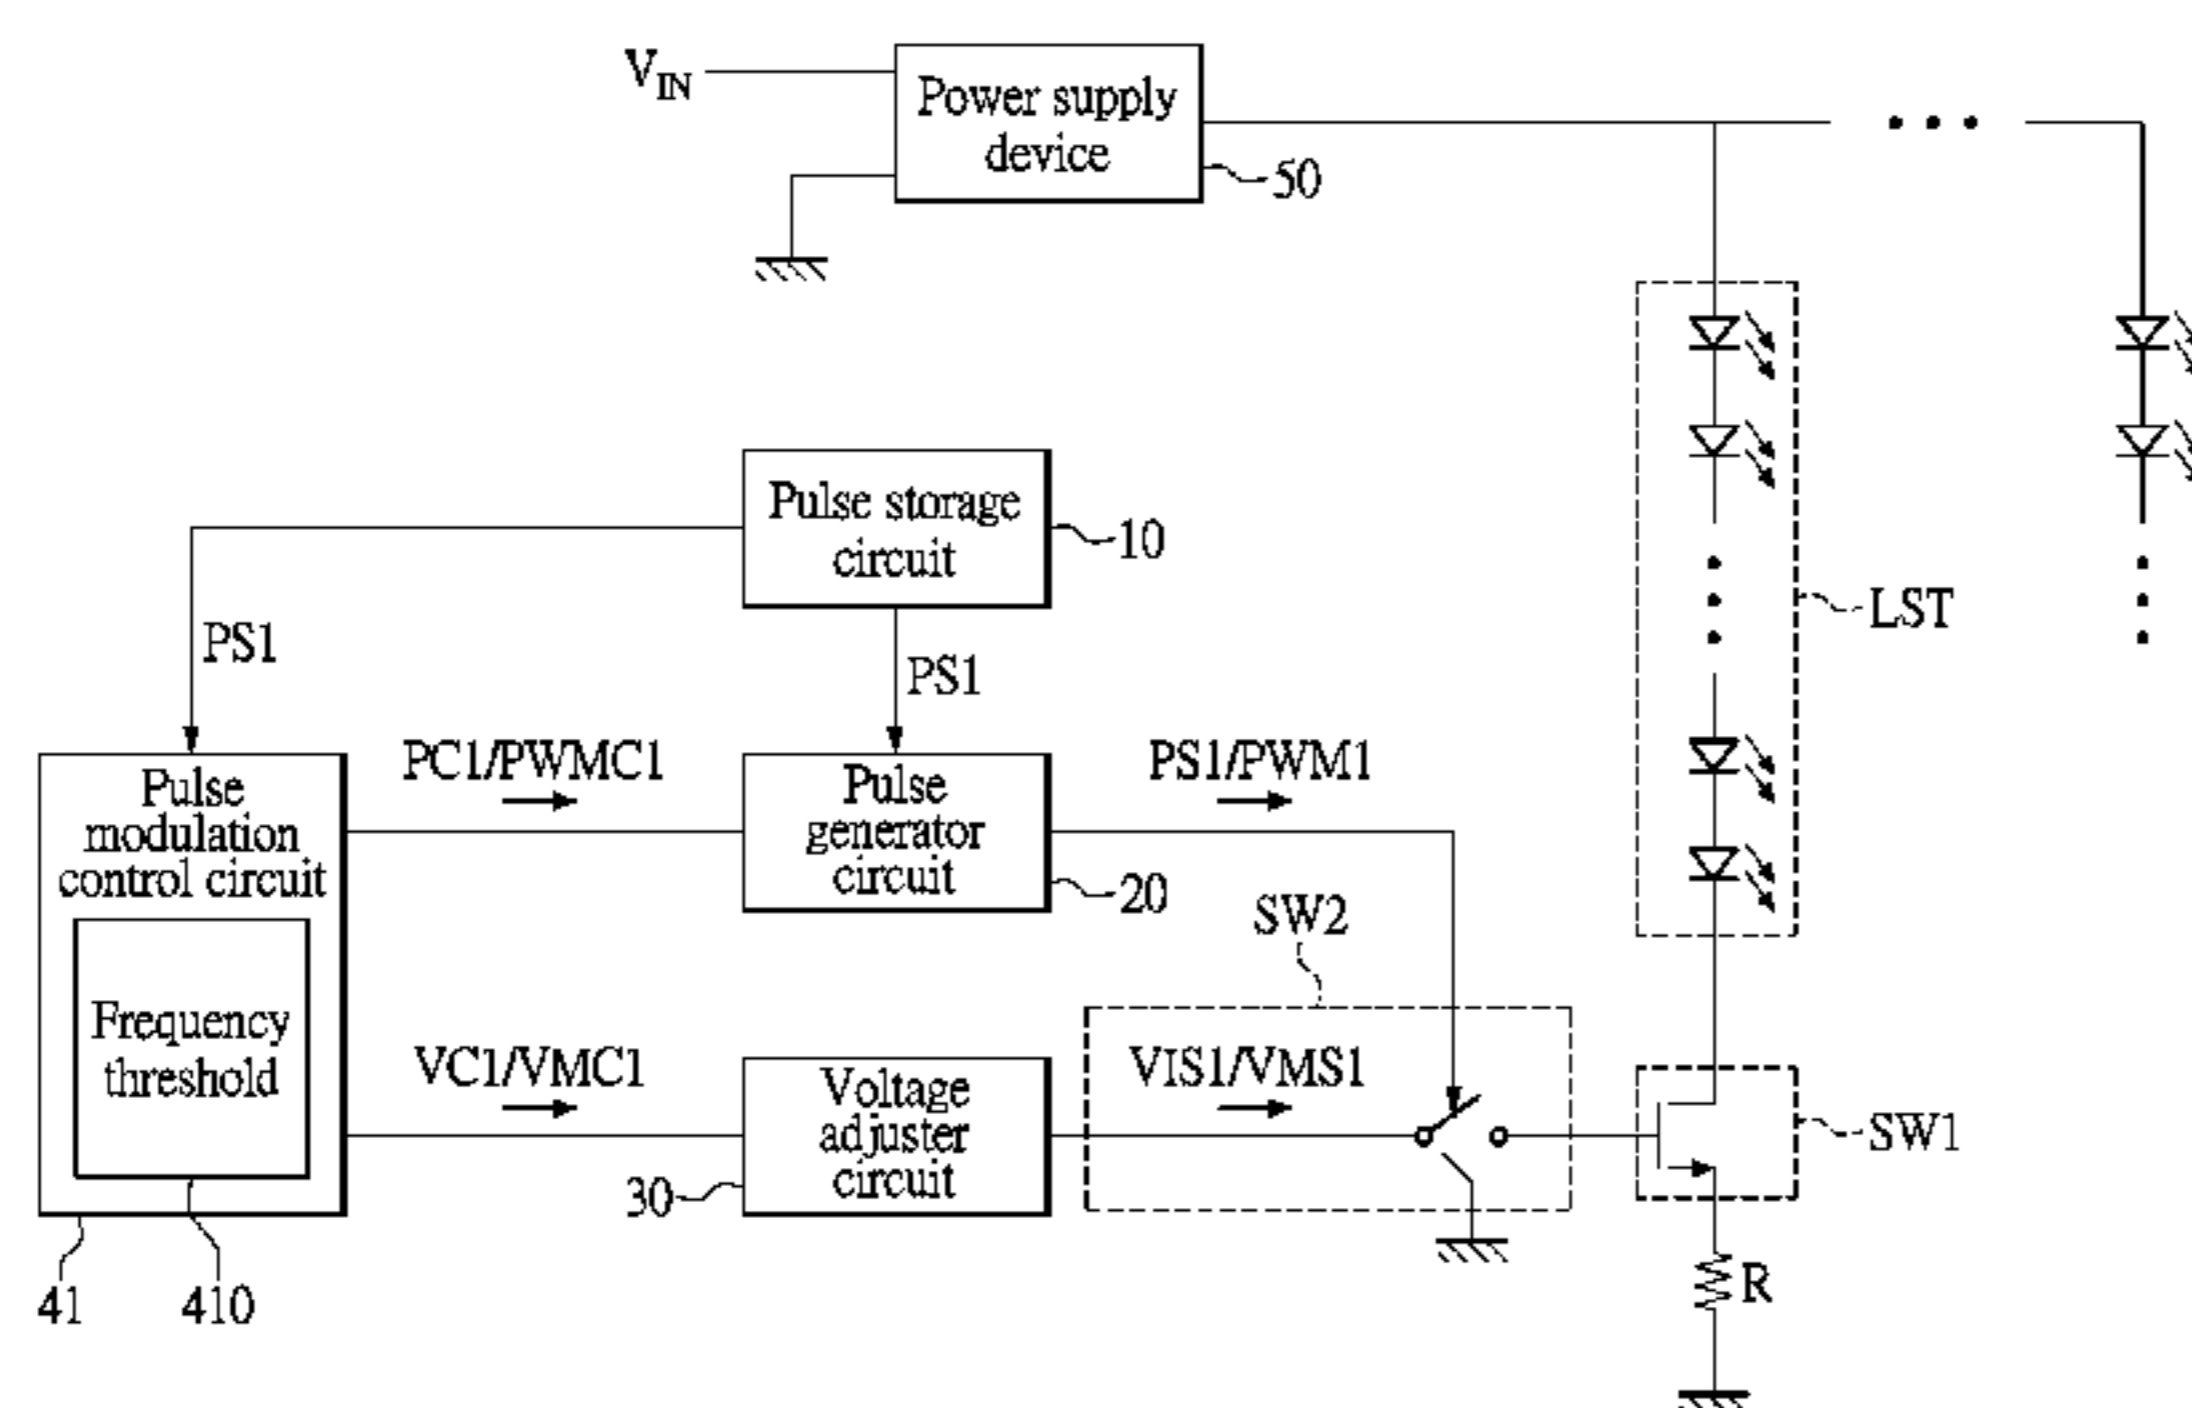 VIN
Power supply
device
50
Pulse storage
circuit
10
LST
PS1
PS1
PC1/PWMC1
PS1/PWM1
Pulse
modulation
control circuit
Pulse
generator
circuit
20
SW2
Frequency
threshold
VC1/VMC1
Voltage
adjuster
circuit
VIS1/VMS1
SW1
30
41
410
R